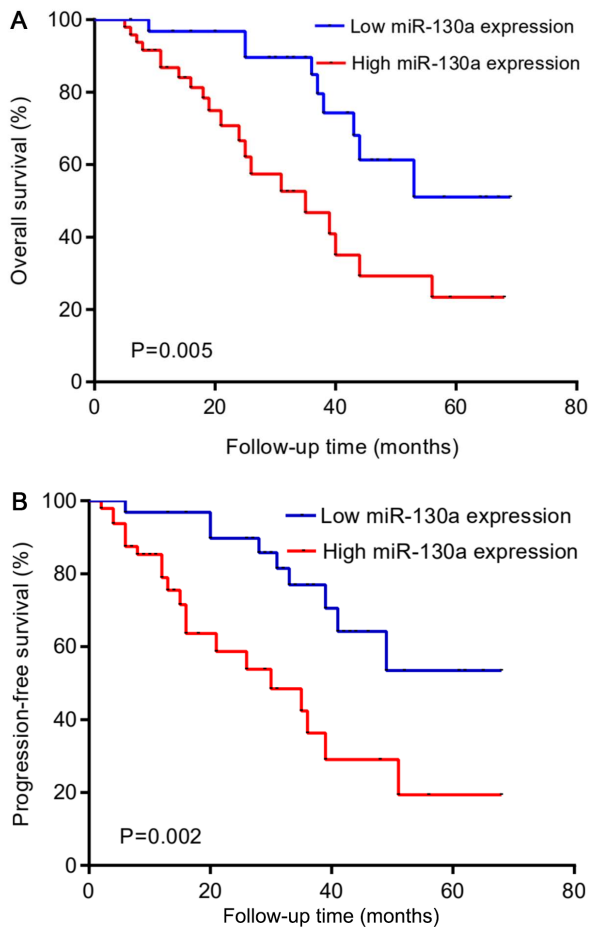 A
Overall survival (%)
100
80
60
40
20
0
Low miR-130a expression
High miR-130a expression
P=0.005
0 20 40 60 80
Follow-up time (months)
B
Progression-free survival (%)
100
80
60
40
20
0
Low miR-130a expression
High miR-130a expression
P=0.002
0 20 40 60 80
Follow-up time (months)